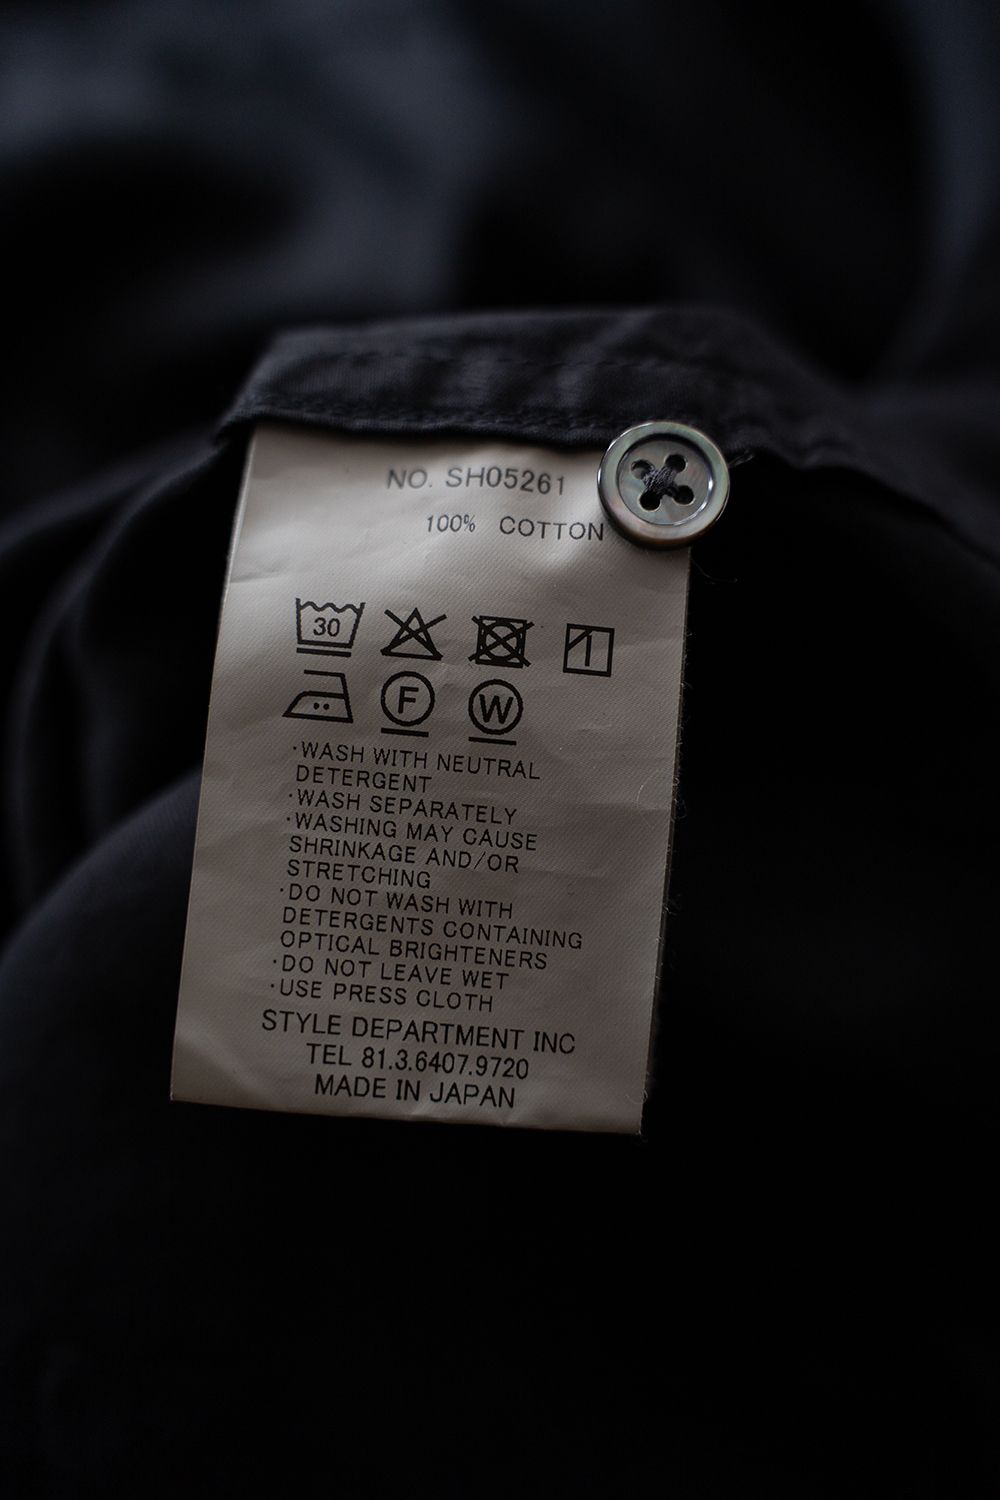 NO. SH05261
100% COTTON
30
F W
·WASH WITH NEUTRAL
DETERGENT
·WASH SEPARATELY
·WASHING MAY CAUSE
SHRINKAGE AND/OR
STRETCHING
·DO NOT WASH WITH
DETERGENTS CONTAINING
OPTICAL BRIGHTENERS
·DO NOT LEAVE WET
·USE PRESS CLOTH
STYLE DEPARTMENT INC
TEL 81.3.6407.9720
MADE IN JAPAN